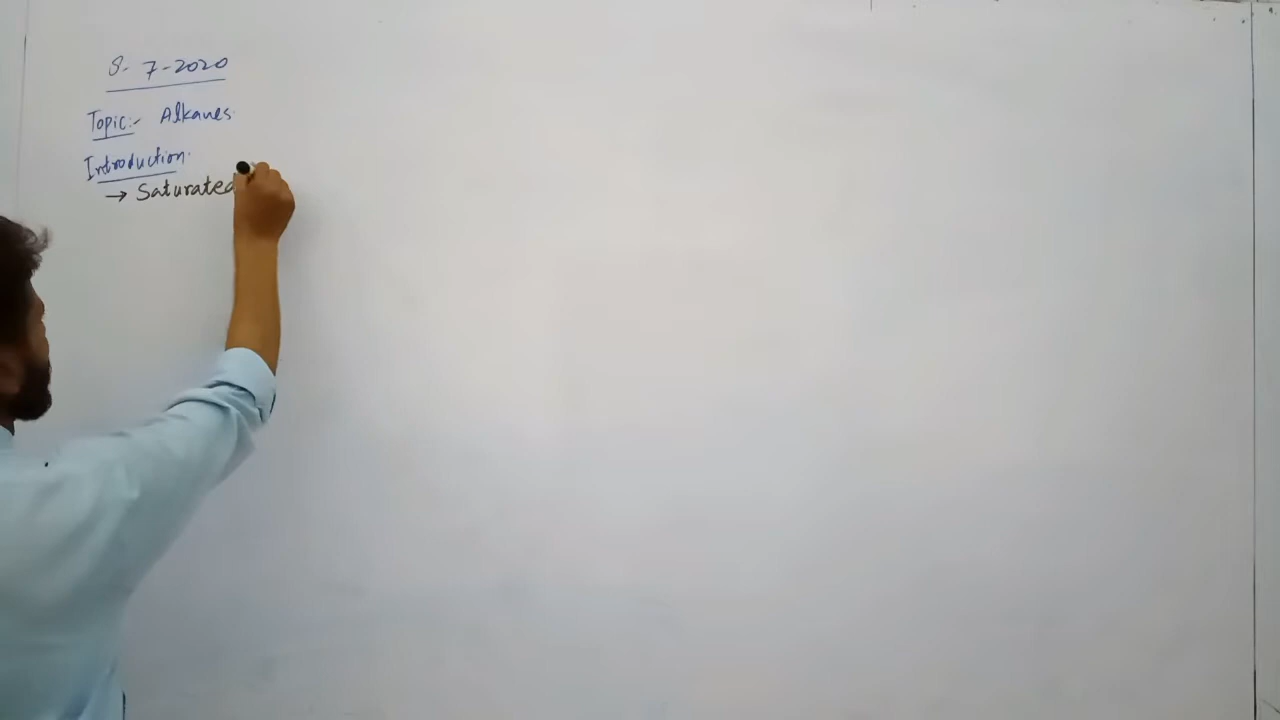 8-7-2020
Topic:- Alkanes.
Introduction.
→ Saturated